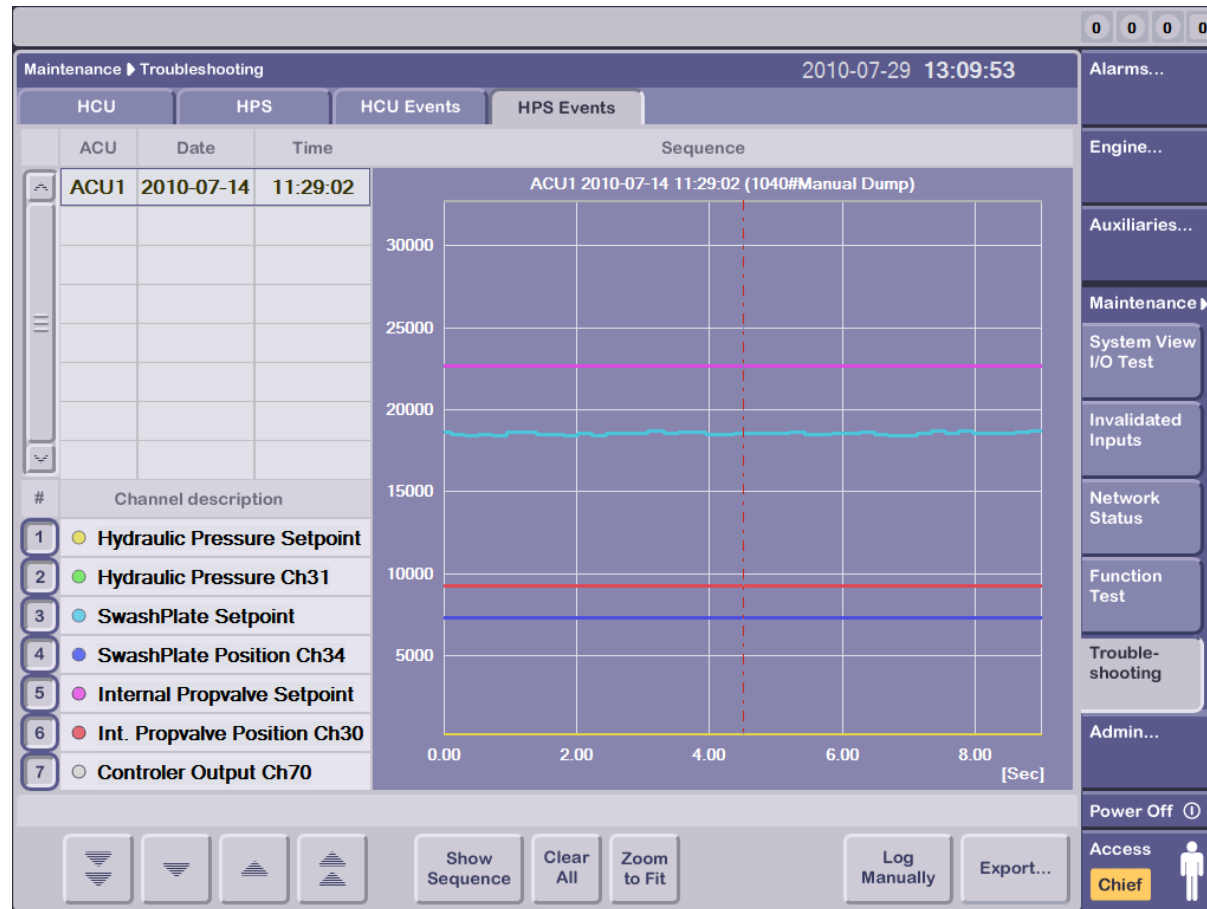 0 0 0 0
Maintenance Troubleshooting 2010-07-29 13:09:53
HCU HPS HCU Events HPS Events
ACU Date Time Sequence
ACU1 2010-07-14 11:29:02
ACU1 2010-07-14 11:29:02 (1040#Manual Dump)
30000
25000
20000
15000
10000
5000
0.00 2.00 4.00 6.00 8.00
[Sec]
# Channel description
1 Hydraulic Pressure Setpoint
2 Hydraulic Pressure Ch31
3 SwashPlate Setpoint
4 SwashPlate Position Ch34
5 Internal Propvalve Setpoint
6 Int. Propvalve Position Ch30
7 Controler Output Ch70
Show
Sequence
Clear
All
Zoom
to Fit
Log
Manually
Export...
Alarms...
Engine...
Auxiliaries...
Maintenance
System View
I/O Test
Invalidated
Inputs
Network
Status
Function
Test
Trouble-
shooting
Admin...
Power Off
Access
Chief